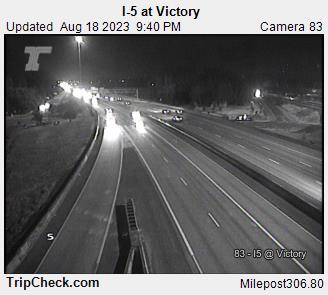 I-5 at Victory
Updated Aug 18 2023 9:40 PM Camera 83
T
S
83 - I5 @ Victory
TripCheck.com Milepost306.80